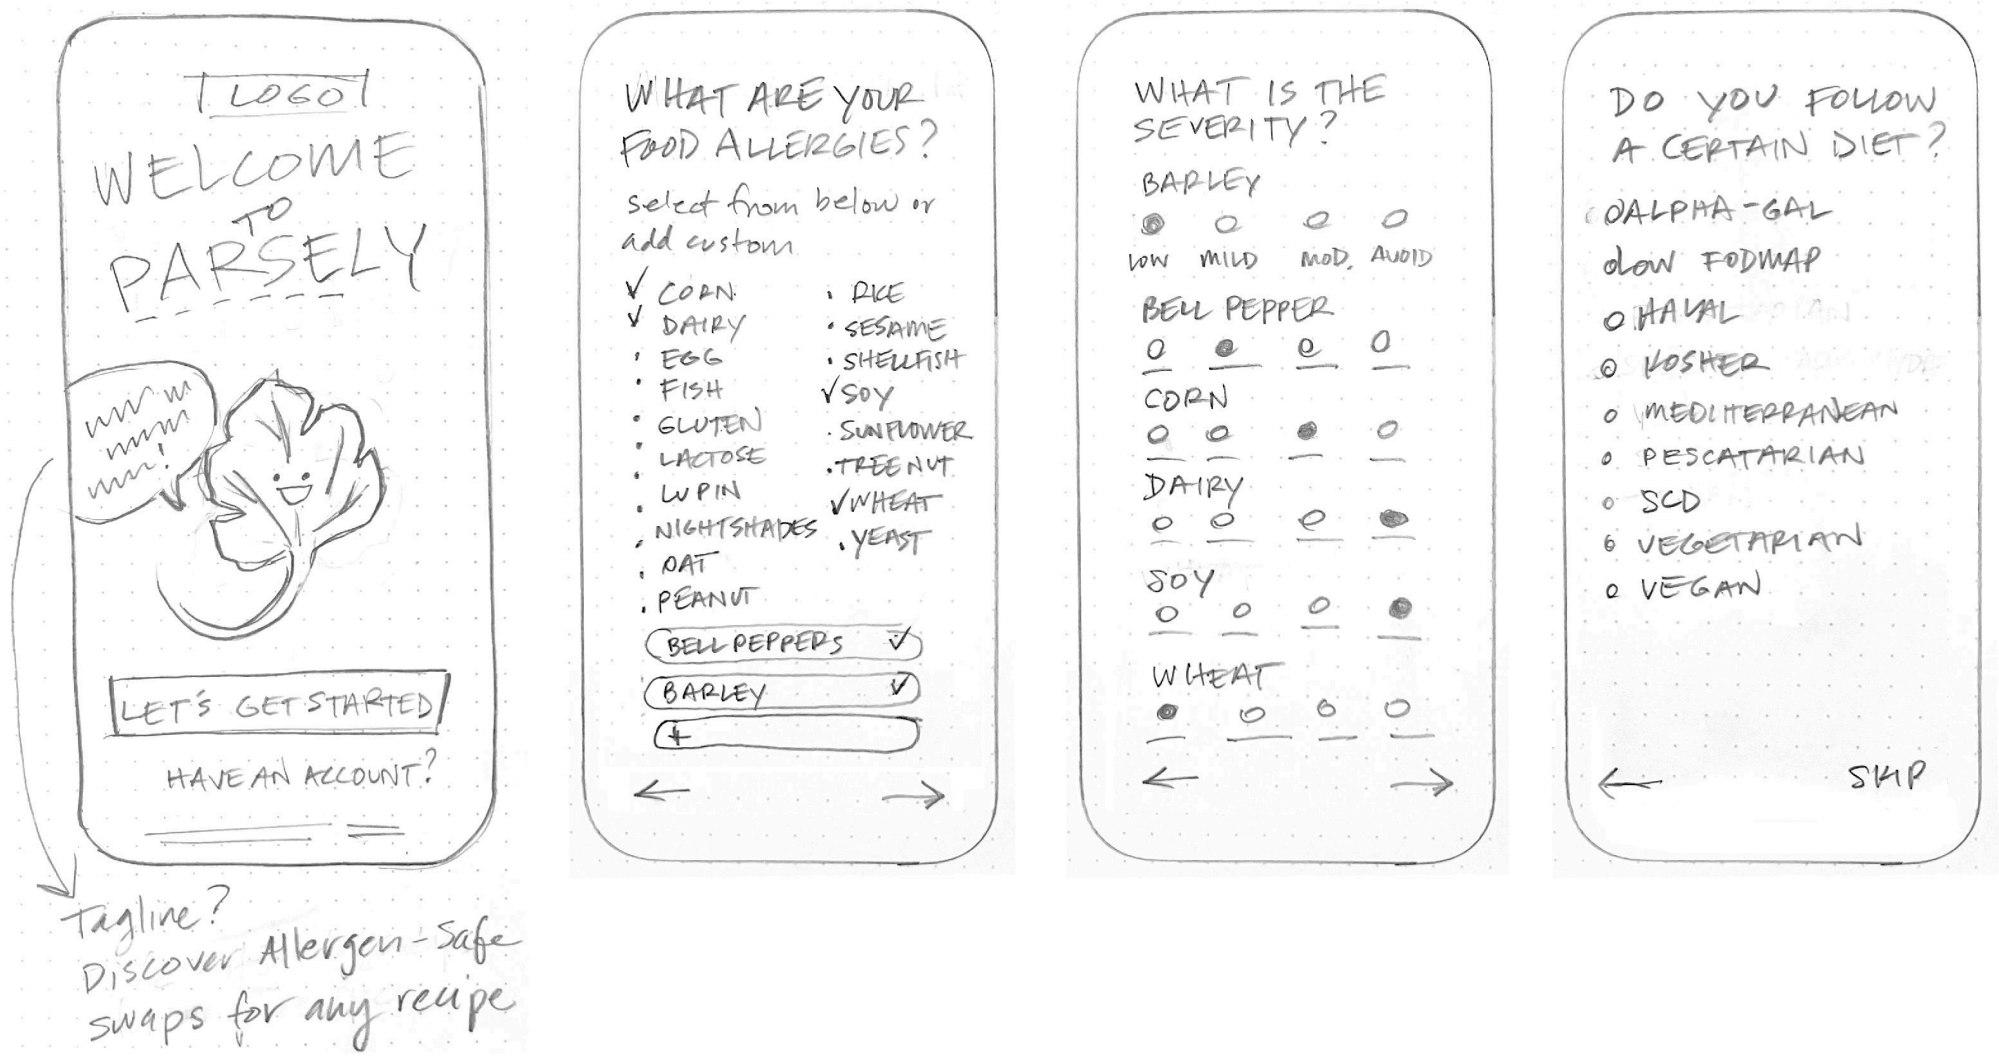 LOGO
WELCOME
TO
PARSELY
LET'S GET STARTED
HAVE AN ACCOUNT?
Tagline?
Discover Allergen-Safe
swaps for any recipe
WHAT ARE YOUR
FOOD ALLERGIES?
select from below or
add custom
CORN
DAIRY
EGG
FISH
GLUTEN
LACTOSE
LUPIN
NIGHTSHADES
OAT
PEANUT
RICE
SESAME
SHELLFISH
SOY
SUNFLOWER
TREE NUT
WHEAT
YEAST
BELL PEPPERS
BARLEY
+
WHAT IS THE
SEVERITY?
BARLEY
LOW MILD MOD. AVOID
BELL PEPPER
CORN
DAIRY
SOY
WHEAT
DO YOU FOLLOW
A CERTAIN DIET?
ALPHA-GAL
LOW FODMAP
HALAL
KOSHER
MEDITERRANEAN
PESCATARIAN
SCD
VEGETARIAN
VEGAN
SKIP